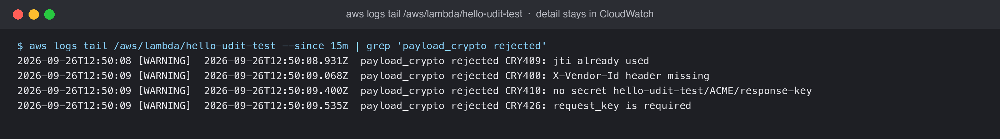 aws logs tail /aws/lambda/hello-udit-test · detail stays in CloudWatch
$ aws logs tail /aws/lambda/hello-udit-test --since 15m | grep 'payload_crypto rejected'
2026-09-26T12:50:08 [WARNING]  2026-09-26T12:50:08.931Z  payload_crypto rejected CRY409: jti already used
2026-09-26T12:50:09 [WARNING]  2026-09-26T12:50:09.068Z  payload_crypto rejected CRY400: X-Vendor-Id header missing
2026-09-26T12:50:09 [WARNING]  2026-09-26T12:50:09.400Z  payload_crypto rejected CRY410: no secret hello-udit-test/ACME/response-key
2026-09-26T12:50:09 [WARNING]  2026-09-26T12:50:09.535Z  payload_crypto rejected CRY426: request_key is required